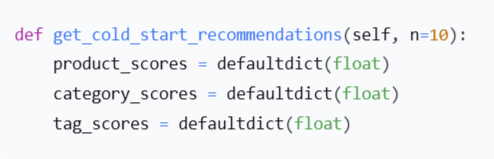 def get_cold_start_recommendations(self, n=10):
    product_scores = defaultdict(float)
    category_scores = defaultdict(float)
    tag_scores = defaultdict(float)